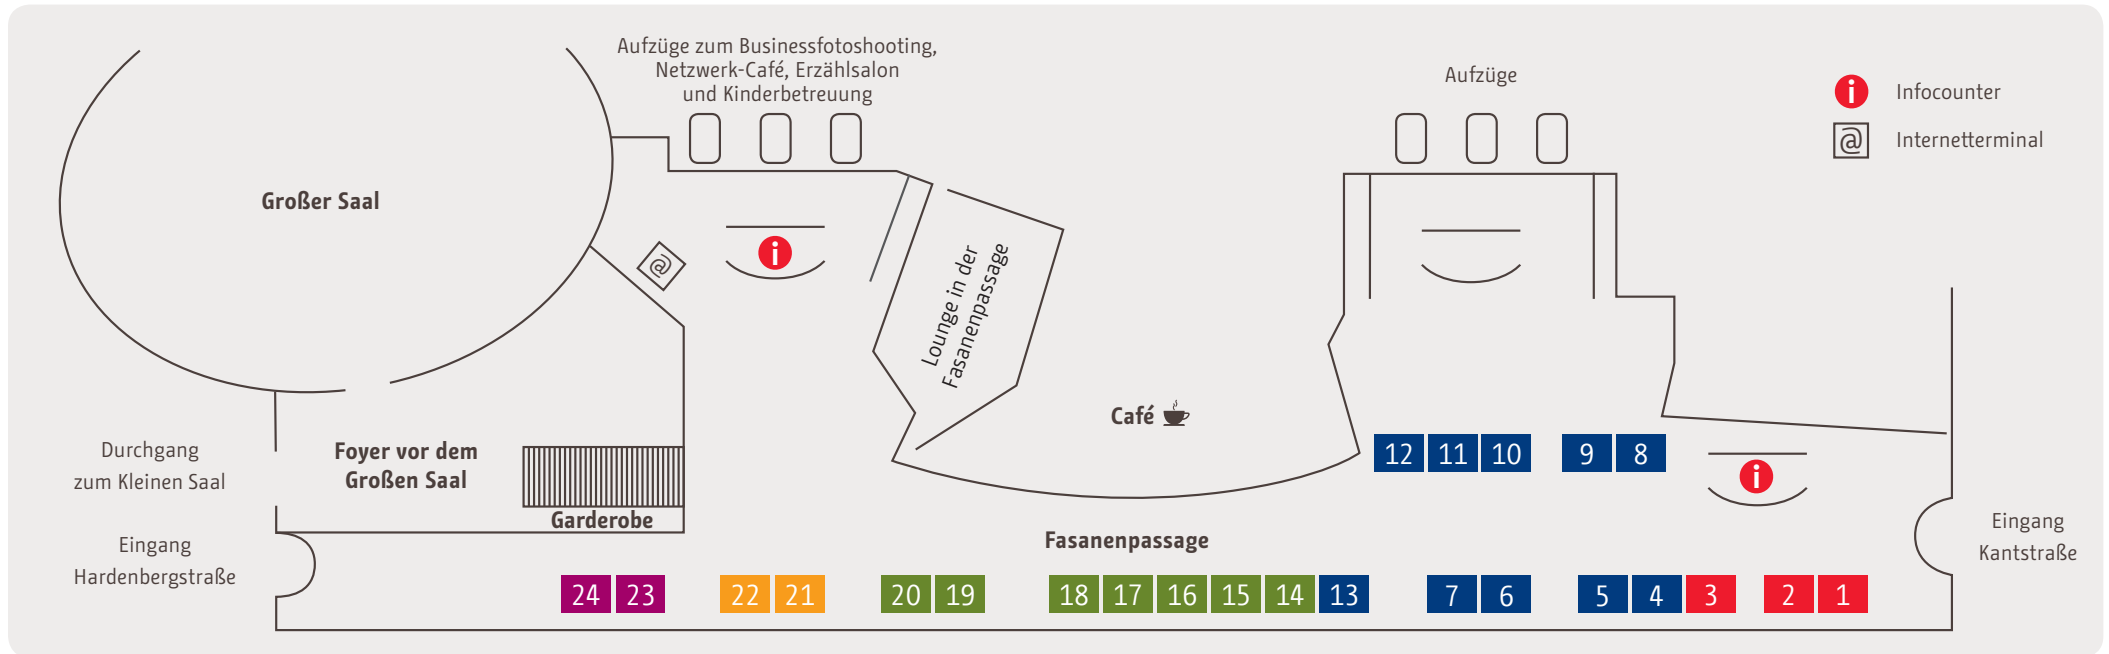 Aufzüge zum Businessfotoshooting,
Netzwerk-Café, Erzählsalon
und Kinderbetreuung
Aufzüge
i
Infocounter
@
Internetterminal
Großer Saal
i
@
Lounge in der
Fasanenpassage
Café
Durchgang
zum Kleinen Saal
Foyer vor dem
Großen Saal
Garderobe
12 11 10 9 8
i
Eingang
Hardenbergstraße
Fasanenpassage
Eingang
Kantstraße
24 23 22 21 20 19 18 17 16 15 14 13 7 6 5 4 3 2 1